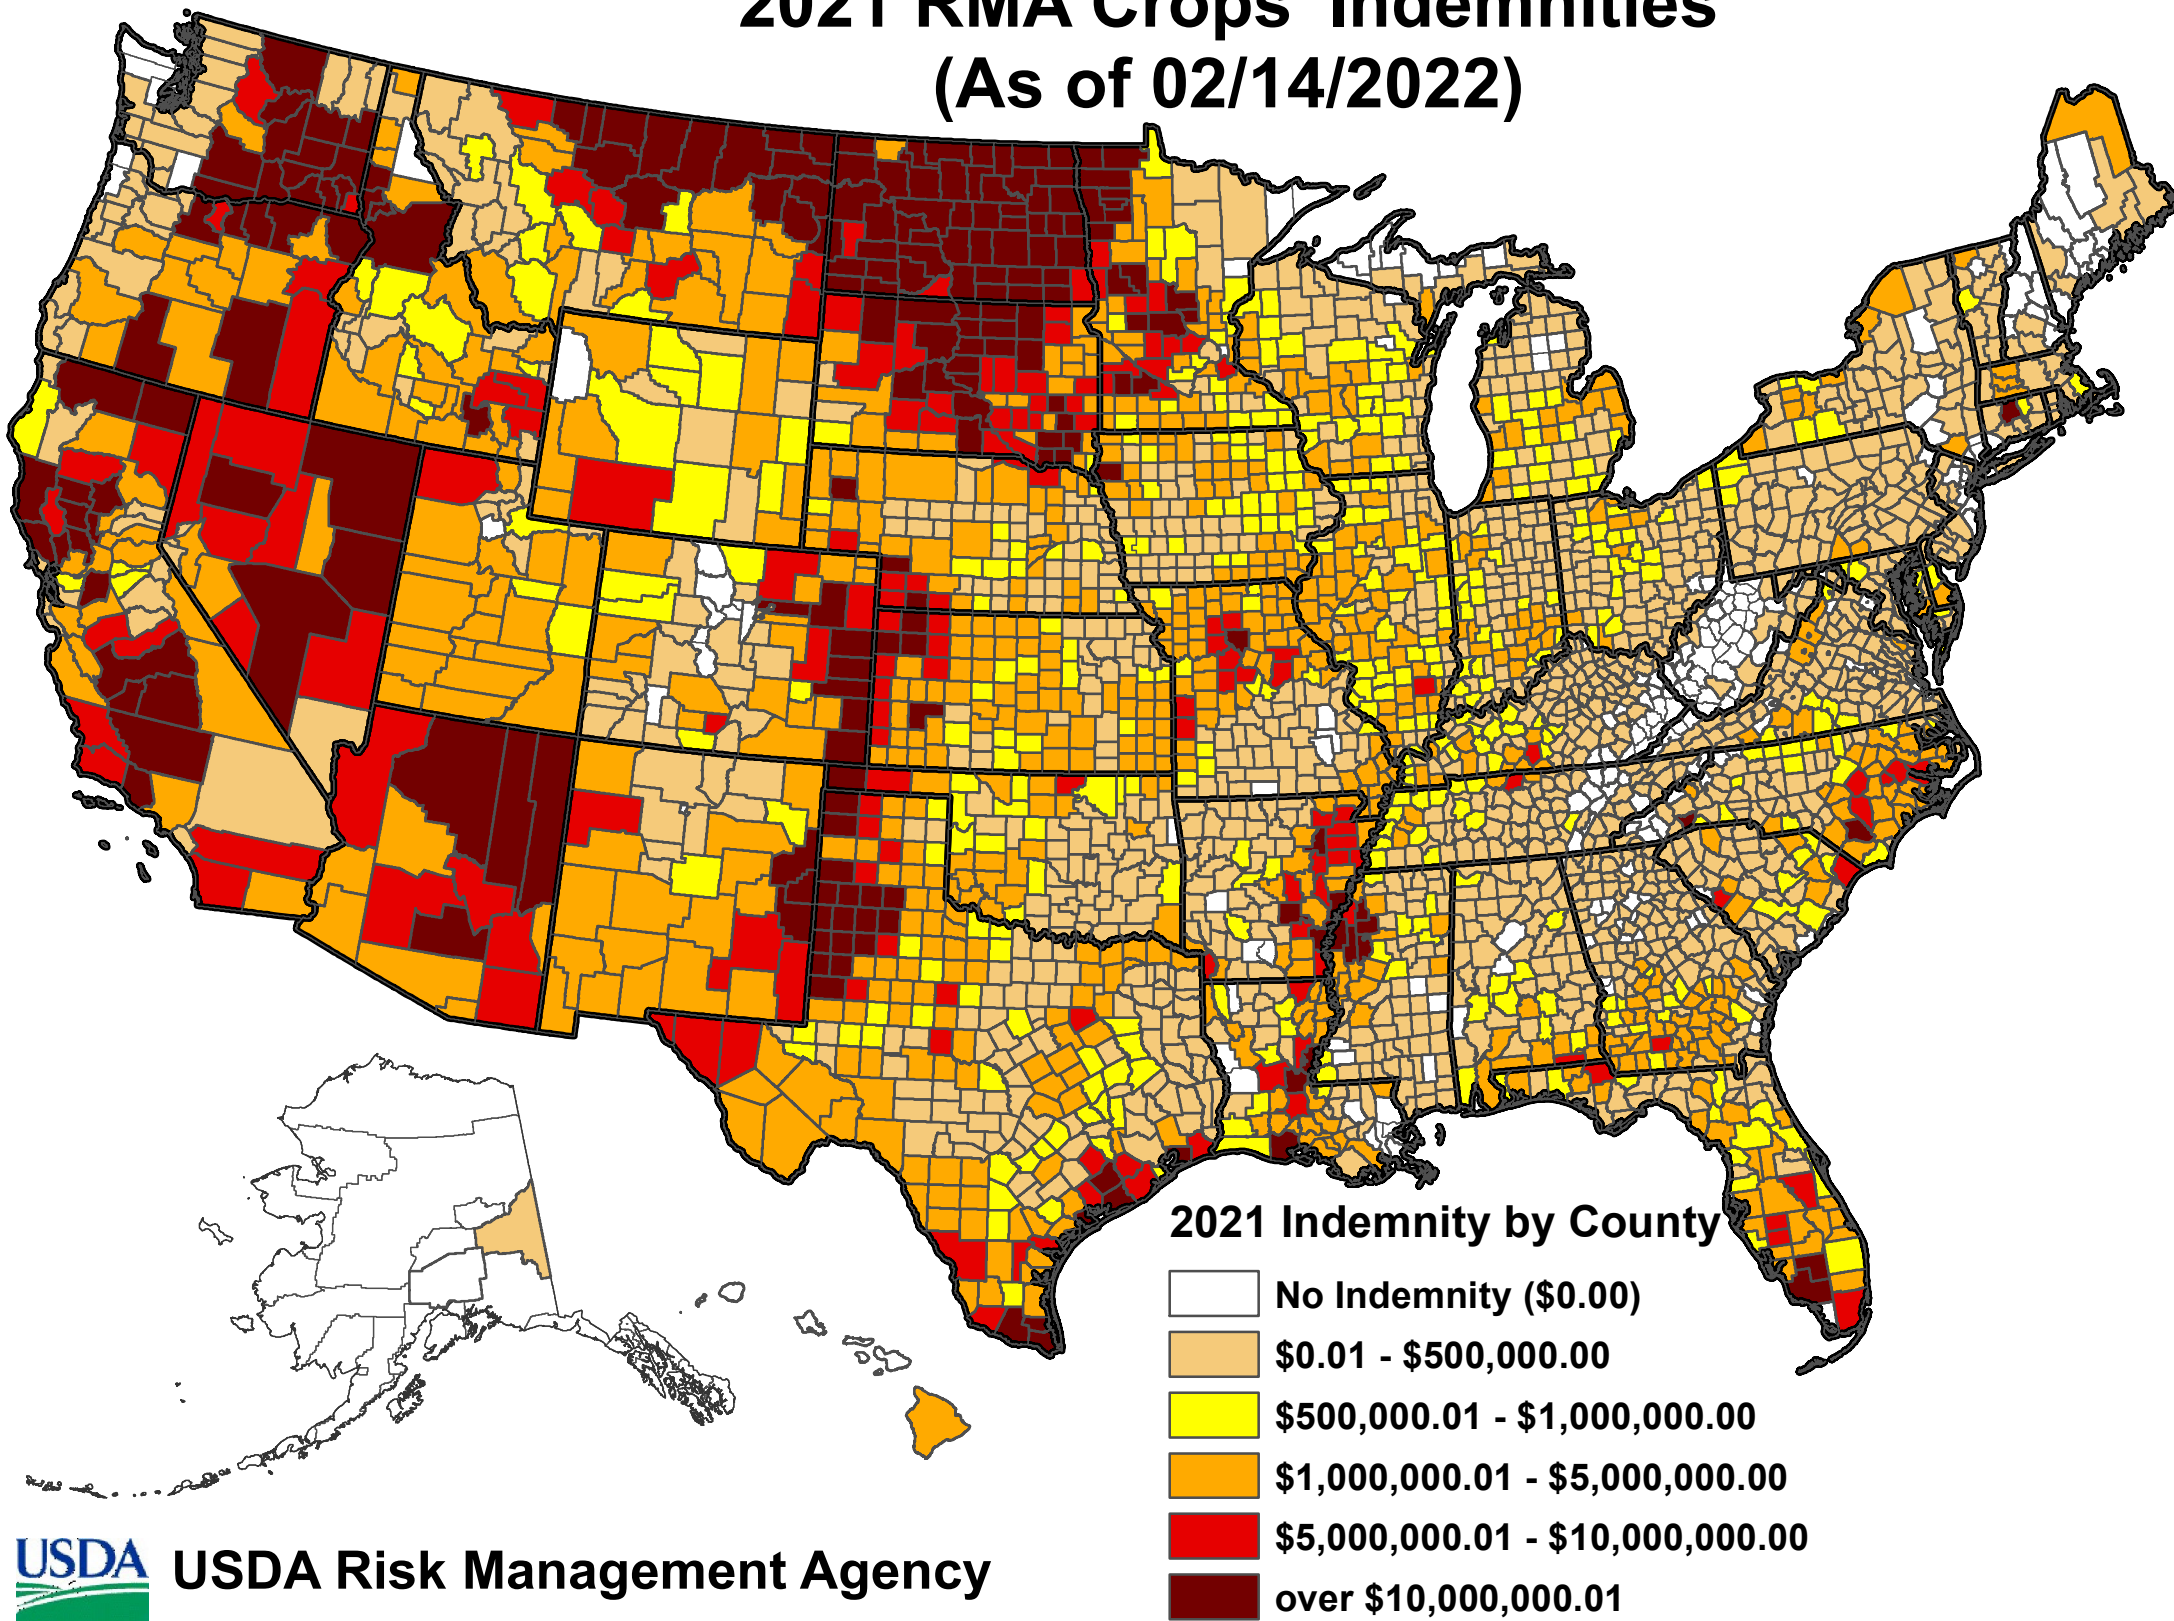 2021 RMA Crops' Indemnities
(As of 02/14/2022)
2021 Indemnity by County
No Indemnity ($0.00)
$0.01 - $500,000.00
$500,000.01 - $1,000,000.00
$1,000,000.01 - $5,000,000.00
$5,000,000.01 - $10,000,000.00
over $10,000,000.01
USDA
USDA Risk Management Agency